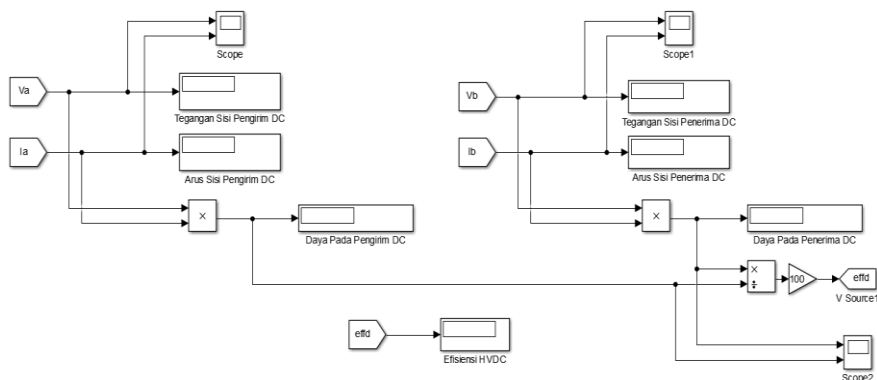 Scope
Va
Tegangan Sisi Pengirim DC
Ia
Arus Sisi Pengirim DC
×
Daya Pada Pengirim DC
Scope1
Vb
Tegangan Sisi Penerima DC
Ib
Arus Sisi Penerima DC
×
Daya Pada Penerima DC
×
÷
100
effd
V Source1
effd
Efisiensi HVDC
Scope2